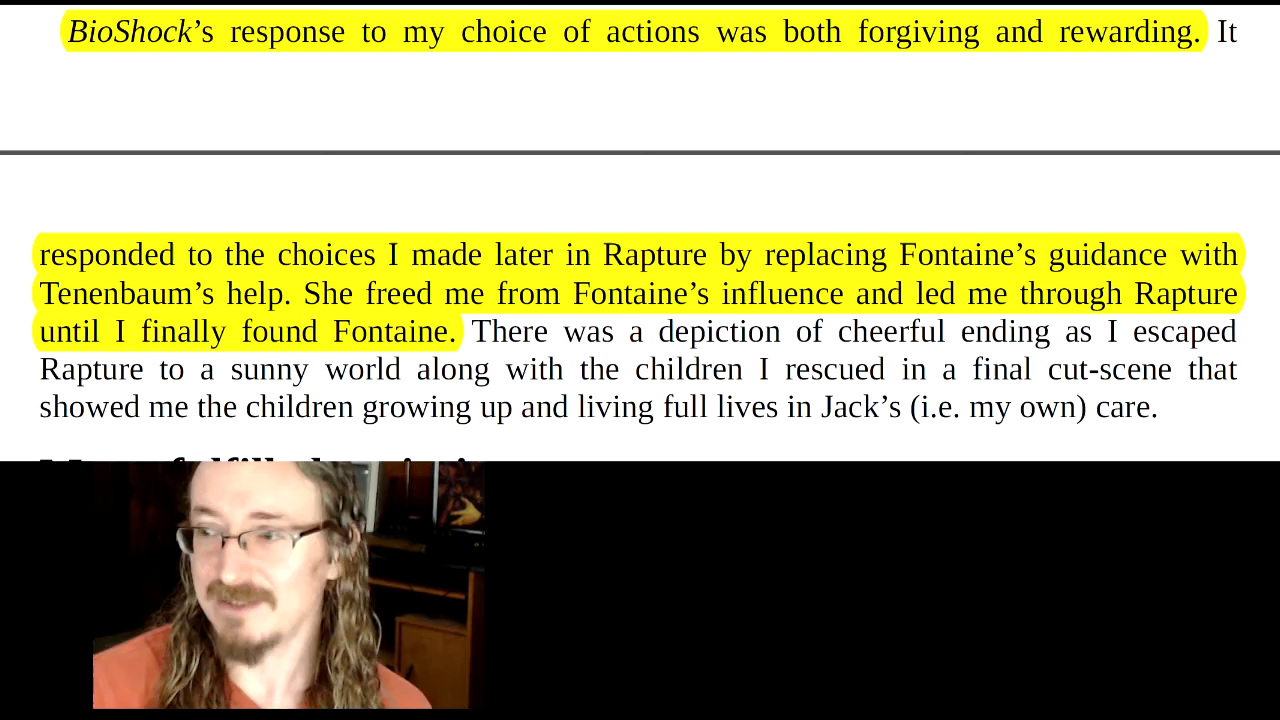 BioShock’s response to my choice of actions was both forgiving and rewarding. It
responded to the choices I made later in Rapture by replacing Fontaine’s guidance with
Tenenbaum’s help. She freed me from Fontaine’s influence and led me through Rapture
until I finally found Fontaine. There was a depiction of cheerful ending as I escaped
Rapture to a sunny world along with the children I rescued in a final cut-scene that
showed me the children growing up and living full lives in Jack’s (i.e. my own) care.